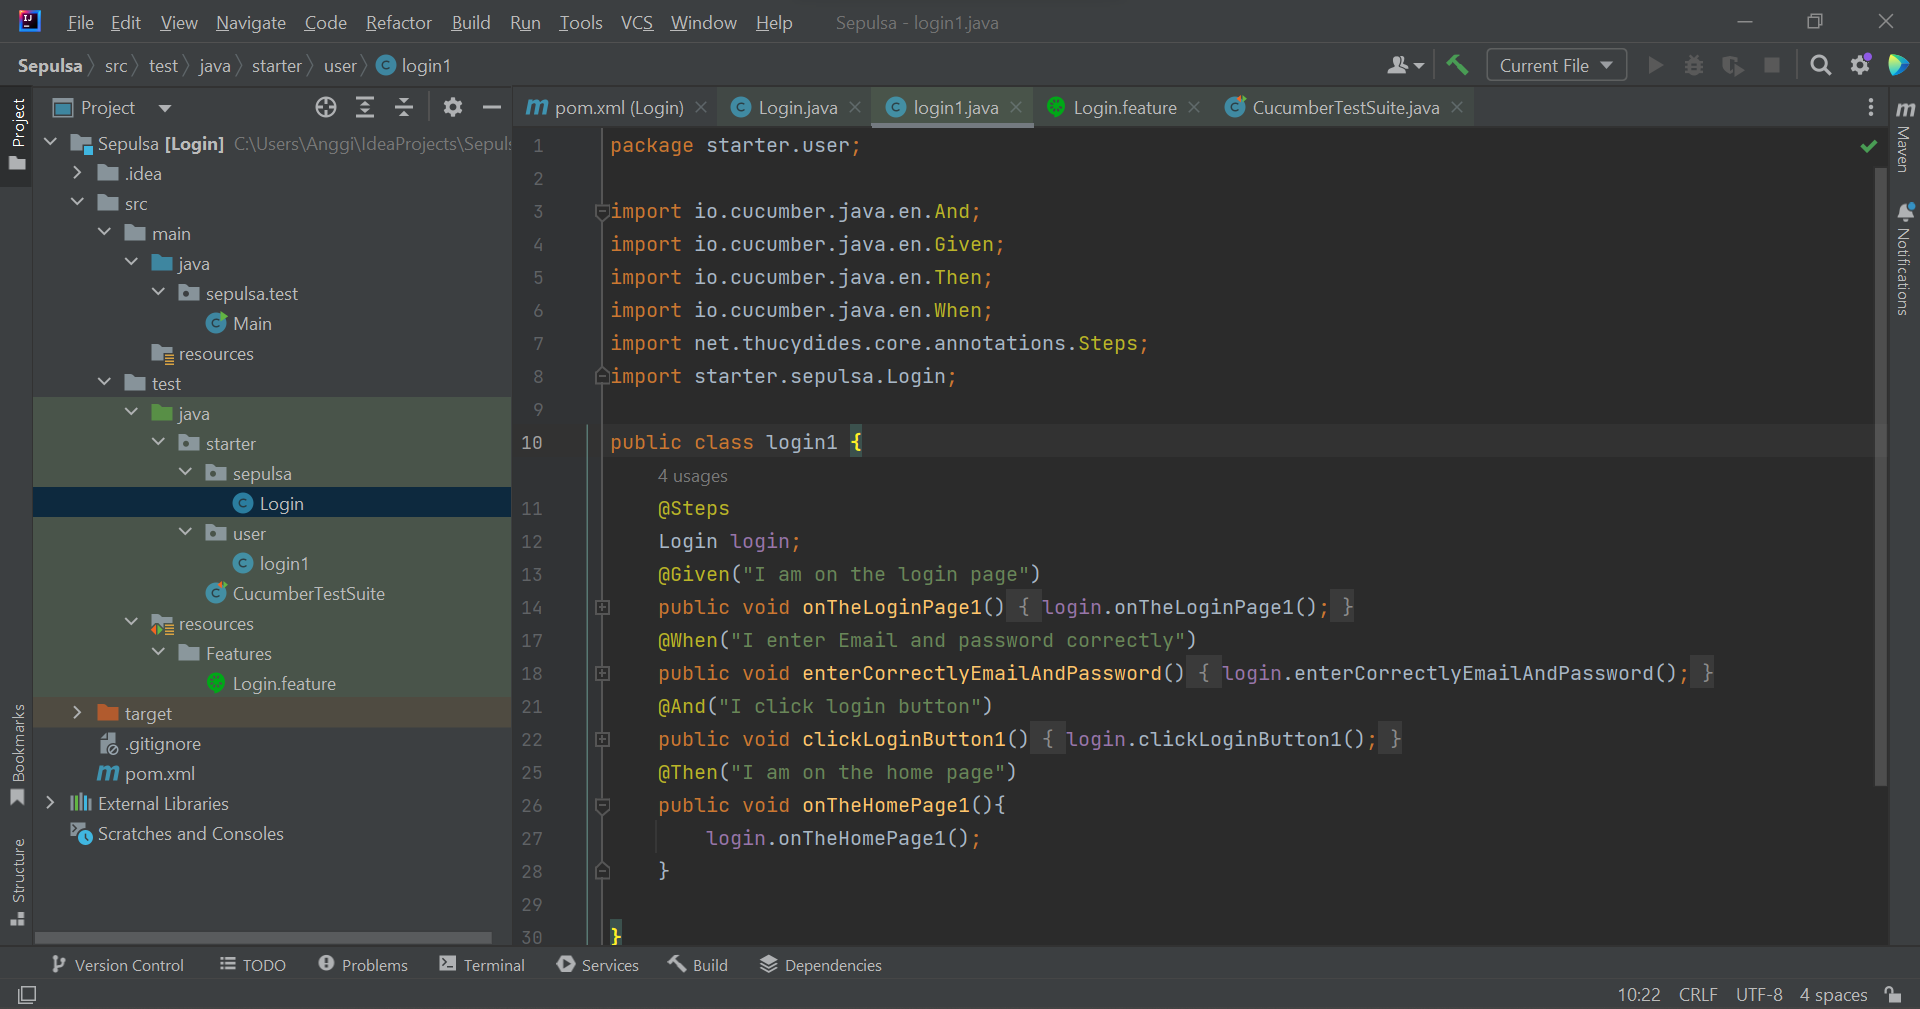 File Edit View Navigate Code Refactor Build Run Tools VCS Window Help Sepulsa - login1.java
Sepulsa src test java starter user login1 Current File
Project
pom.xml (Login) Login.java login1.java Login.feature CucumberTestSuite.java
Project
Sepulsa [Login] C:\Users\Anggi\IdeaProjects\Sepuls
.idea
src
main
java
sepulsa.test
Main
resources
test
java
starter
sepulsa
Login
user
login1
CucumberTestSuite
resources
Features
Login.feature
target
.gitignore
pom.xml
External Libraries
Scratches and Consoles
Bookmarks
Structure
1 package starter.user;
2
3 import io.cucumber.java.en.And;
4 import io.cucumber.java.en.Given;
5 import io.cucumber.java.en.Then;
6 import io.cucumber.java.en.When;
7 import net.thucydides.core.annotations.Steps;
8 import starter.sepulsa.Login;
9
10 public class login1 {
4 usages
11 @Steps
12 Login login;
13 @Given("I am on the login page")
14 public void onTheLoginPage1() { login.onTheLoginPage1(); }
17 @When("I enter Email and password correctly")
18 public void enterCorrectlyEmailAndPassword() { login.enterCorrectlyEmailAndPassword(); }
21 @And("I click login button")
22 public void clickLoginButton1() { login.clickLoginButton1(); }
25 @Then("I am on the home page")
26 public void onTheHomePage1(){
27 login.onTheHomePage1();
28 }
29
30 }
m Maven
Notifications
Version Control TODO Problems Terminal Services Build Dependencies
10:22 CRLF UTF-8 4 spaces